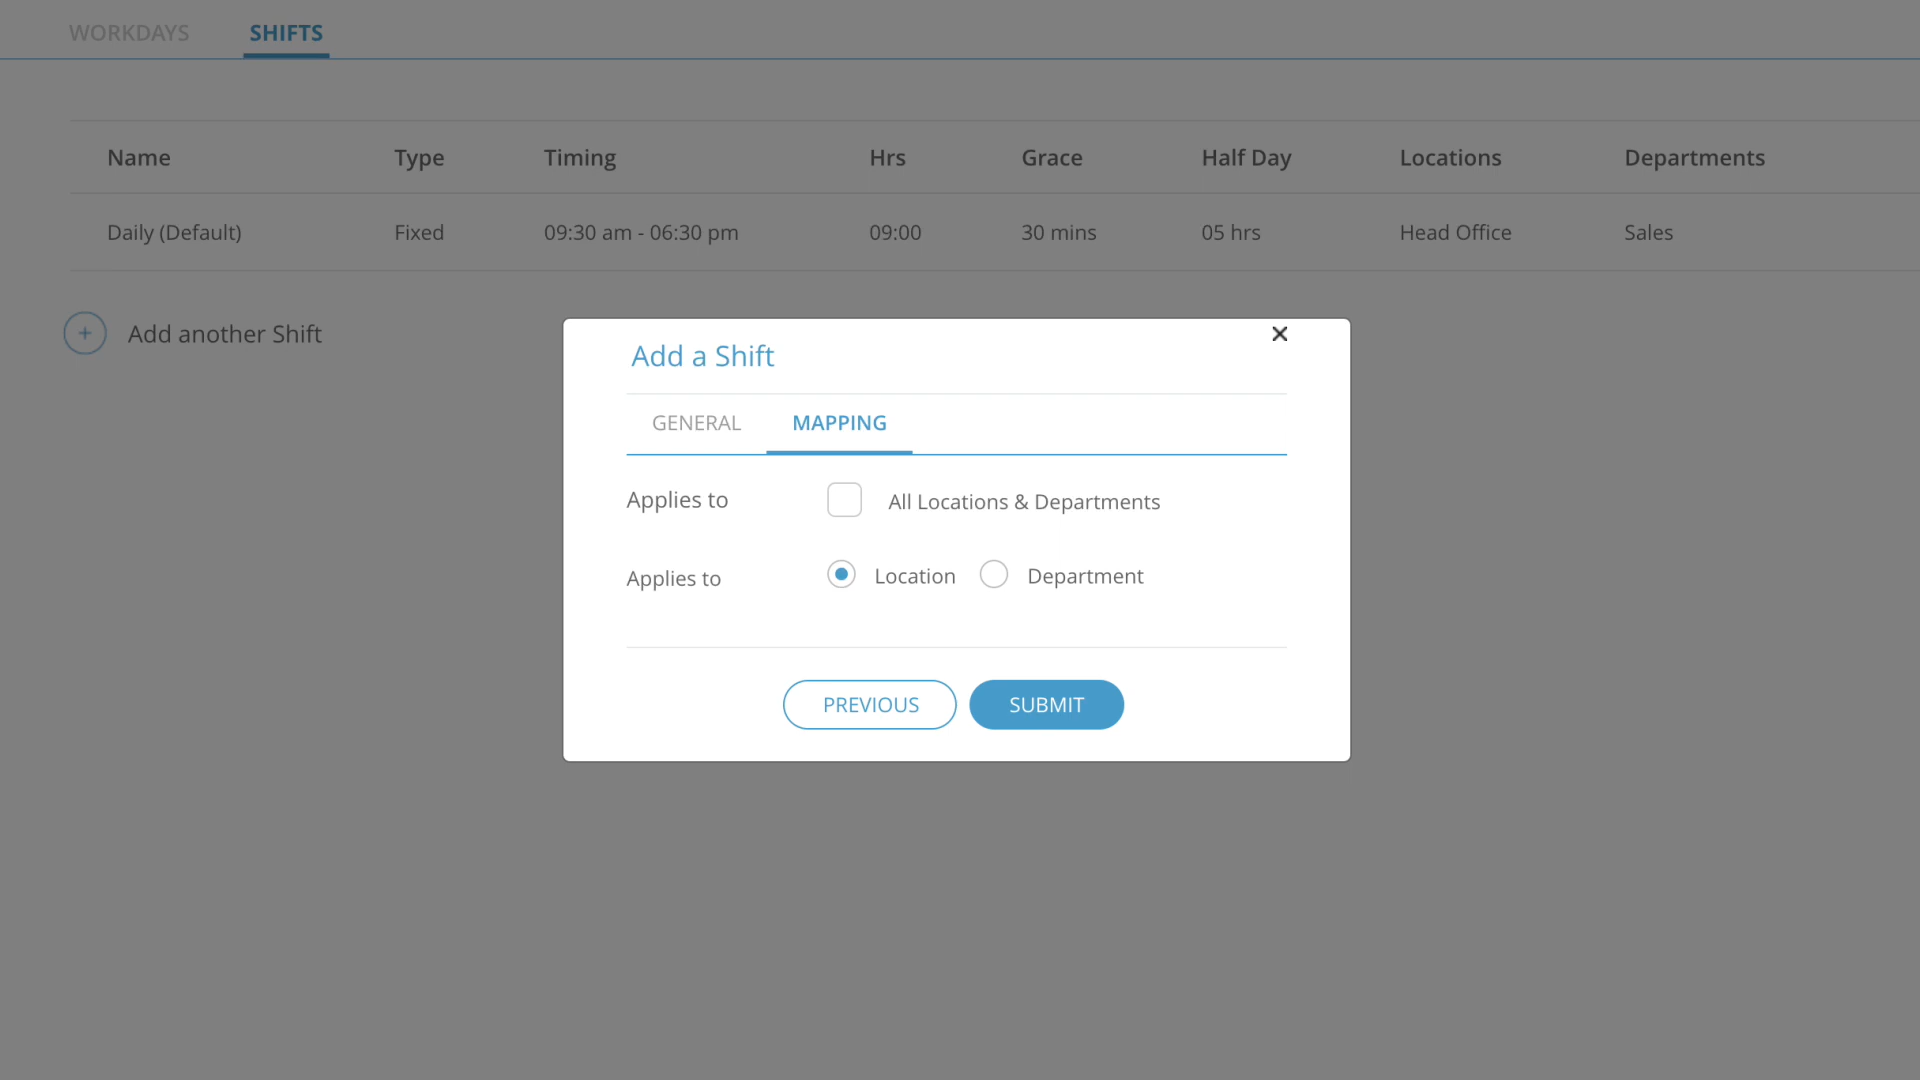 WORKDAYS SHIFTS
Name Type Timing Hrs Grace Half Day Locations Departments
Daily (Default) Fixed 09:30 am - 06:30 pm 09:00 30 mins 05 hrs Head Office Sales
+ Add another Shift
Add a Shift
GENERAL MAPPING
Applies to All Locations & Departments
Applies to Location Department
PREVIOUS SUBMIT